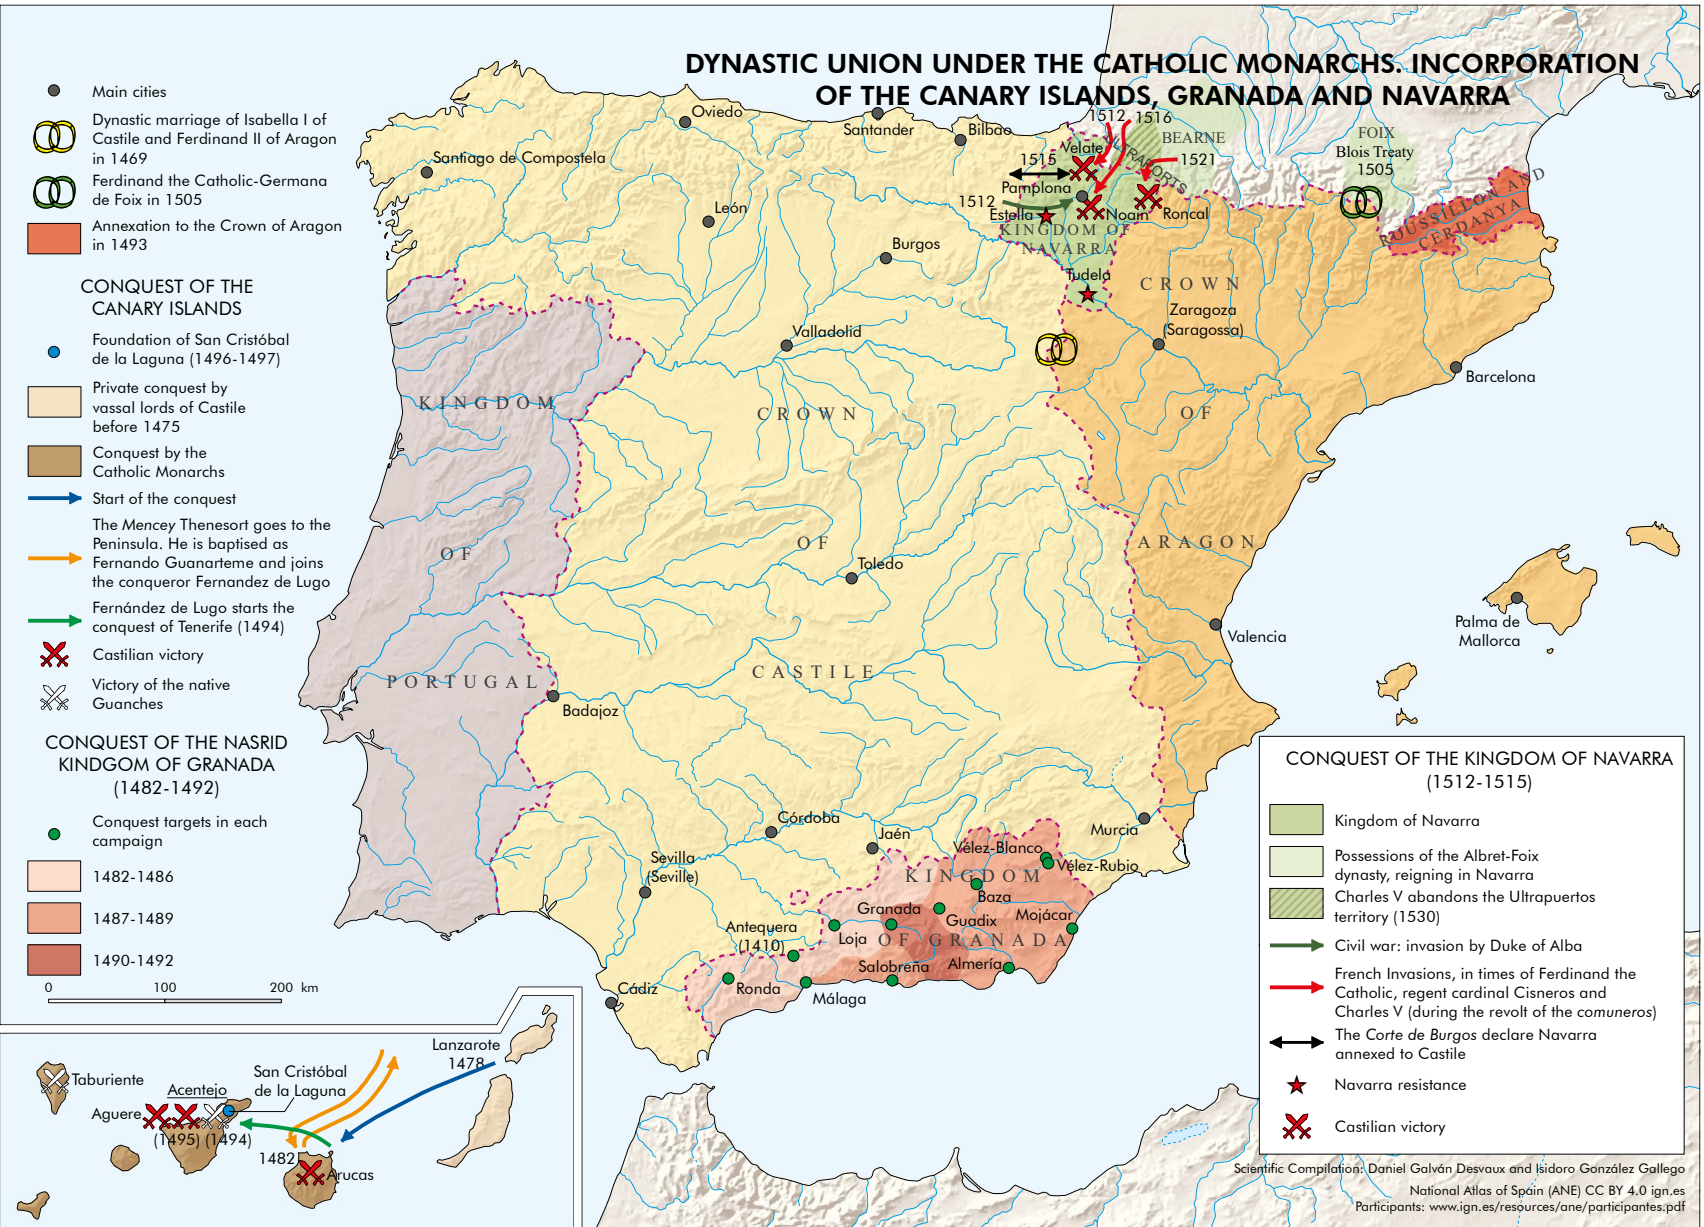 DYNASTIC UNION UNDER THE CATHOLIC MONARCHS. INCORPORATION
OF THE CANARY ISLANDS, GRANADA AND NAVARRA
Main cities
Dynastic marriage of Isabella I of
Castile and Ferdinand II of Aragon
in 1469
Ferdinand the Catholic-Germana
de Foix in 1505
Annexation to the Crown of Aragon
in 1493
CONQUEST OF THE
CANARY ISLANDS
Foundation of San Cristóbal
de la Laguna (1496-1497)
Private conquest by
vassal lords of Castile
before 1475
Conquest by the
Catholic Monarchs
Start of the conquest
The Mencey Thenesort goes to the
Peninsula. He is baptised as
Fernando Guanarteme and joins
the conqueror Fernandez de Lugo
Fernández de Lugo starts the
conquest of Tenerife (1494)
Castilian victory
Victory of the native
Guanches
CONQUEST OF THE NASRID
KINDGOM OF GRANADA
(1482-1492)
Conquest targets in each
campaign
1482-1486
1487-1489
1490-1492
0 100 200 km
Oviedo
Santander
Bilbao
Santiago de Compostela
León
Burgos
Valladolid
1512 1516
BEARNE
Velate
ULTRAPORTS
1515
1521
Pamplona
1512
Estella
Noain
Roncal
KINGDOM OF
NAVARRA
Tudela
FOIX
Blois Treaty
1505
ROUSSILLON AND
CERDANYA
CROWN
Zaragoza
(Saragossa)
Barcelona
OF
ARAGON
Valencia
Palma de
Mallorca
KINGDOM
OF
PORTUGAL
CROWN
OF
Toledo
CASTILE
Badajoz
Córdoba
Jaén
Murcia
Sevilla
(Seville)
Vélez-Blanco
Vélez-Rubio
KINGDOM
Baza
Granada
Guadix
Mojácar
Antequera
(1410)
Loja
OF GRANADA
Salobreña
Almería
Ronda
Málaga
Cádiz
Lanzarote
1478
San Cristóbal
de la Laguna
Taburiente
Acentejo
Aguere
(1495) (1494)
1482
Arucas
CONQUEST OF THE KINGDOM OF NAVARRA
(1512-1515)
Kingdom of Navarra
Possessions of the Albret-Foix
dynasty, reigning in Navarra
Charles V abandons the Ultrapuertos
territory (1530)
Civil war: invasion by Duke of Alba
French Invasions, in times of Ferdinand the
Catholic, regent cardinal Cisneros and
Charles V (during the revolt of the comuneros)
The Corte de Burgos declare Navarra
annexed to Castile
Navarra resistance
Castilian victory
Scientific Compilation: Daniel Galván Desvaux and Isidoro González Gallego
National Atlas of Spain (ANE) CC BY 4.0 ign.es
Participants: www.ign.es/resources/ane/participantes.pdf